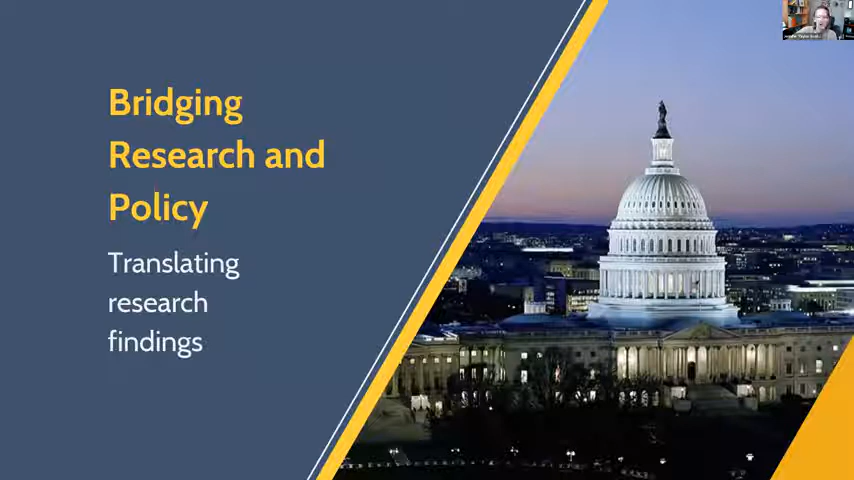 Bridging
Research and
Policy
Translating
research
findings